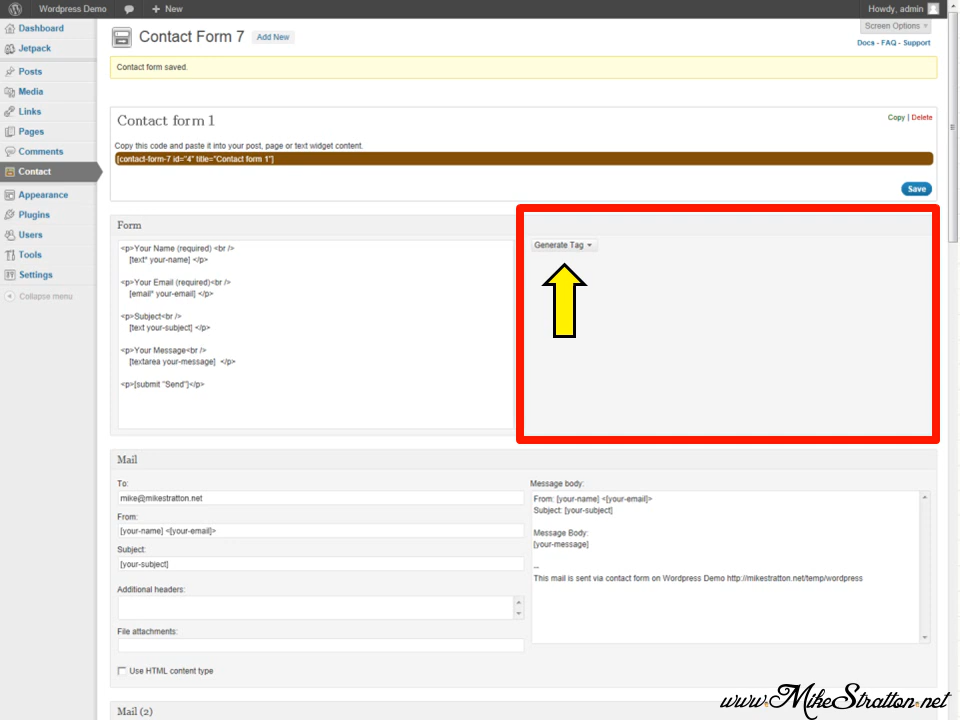 Wordpress Demo + New Howdy, admin
Dashboard
Jetpack
Posts
Media
Links
Pages
Comments
Contact
Appearance
Plugins
Users
Tools
Settings
Collapse menu
Screen Options
Contact Form 7 Add New
Docs - FAQ - Support
Contact form saved.
Contact form 1
Copy | Delete
Copy this code and paste it into your post, page or text widget content.
[contact-form-7 id="4" title="Contact form 1"]
Save
Form
<p>Your Name (required) <br />
[text* your-name] </p>
<p>Your Email (required)<br />
[email* your-email] </p>
<p>Subject<br />
[text your-subject] </p>
<p>Your Message<br />
[textarea your-message] </p>
<p>[submit "Send"]</p>
Generate Tag
Mail
To:
mike@mikestratton.net
From:
[your-name] <[your-email]>
Subject:
[your-subject]
Additional headers:
File attachments:
Use HTML content type
Message body:
From: [your-name] <[your-email]>
Subject: [your-subject]
Message Body:
[your-message]
--
This mail is sent via contact form on Wordpress Demo http://mikestratton.net/temp/wordpress
Mail (2)
www.MikeStratton.net